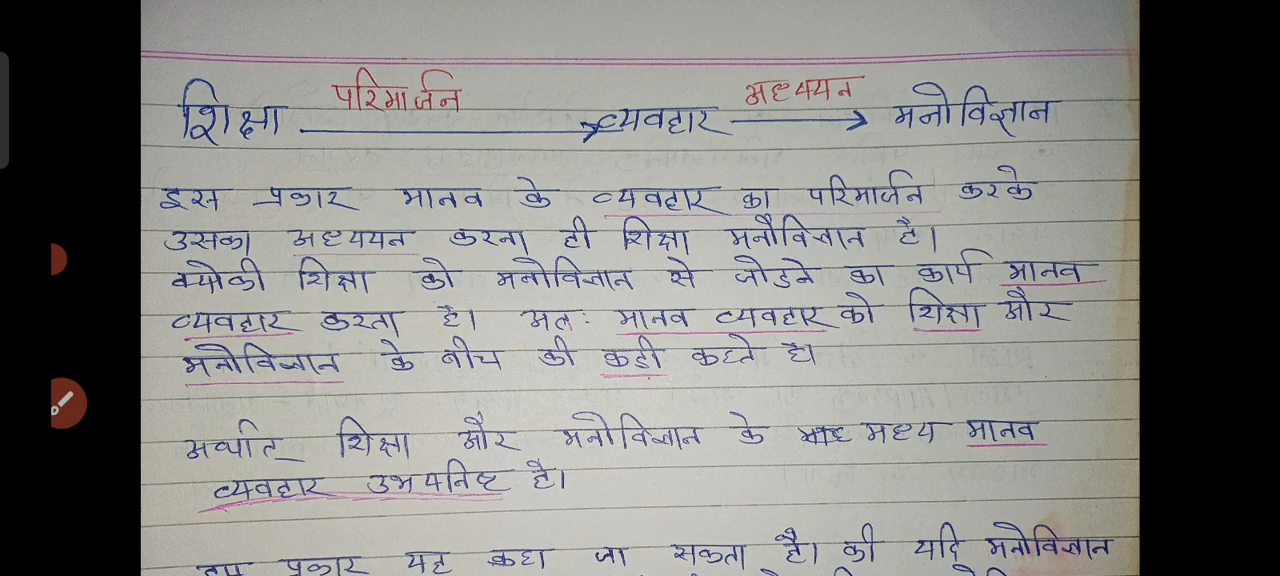 परिमार्जन अध्ययन
शिक्षा → व्यवहार → मनोविज्ञान
इस प्रकार मानव के व्यवहार का परिमार्जन करके
उसका अध्ययन करना ही शिक्षा मनौविज्ञान है।
क्योकी शिक्षा को मनोविज्ञान से जोडने का कार्य मानव
व्यवहार करता है। अतः मानव व्यवहार को शिक्षा और
मनोविज्ञान के बीच की कडी कहते है।
अर्थात शिक्षा और मनोविज्ञान के मध्य मानव
व्यवहार उभयनिष्ट है।
प्रकार यह कहा जा सकता है। की यदि मनोविज्ञान